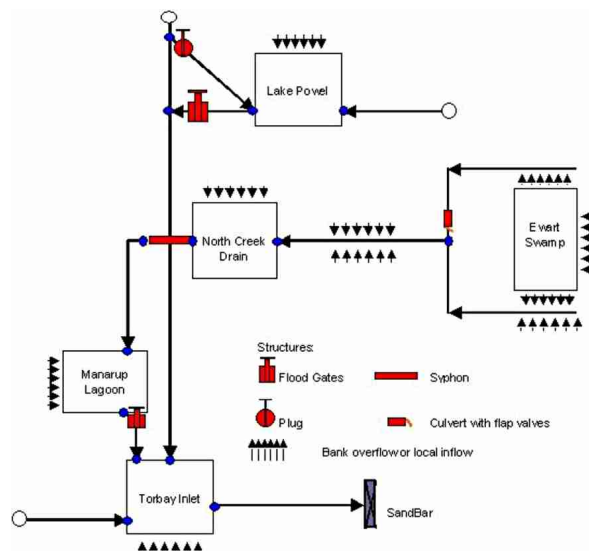 Lake Powel
North Creek
Drain
Ewart
Swamp
Manarup
Lagoon
Structures:
Flood Gates
Syphon
Plug
Culvert with flap valves
Bank overflow or local inflow
Torbay Inlet
SandBar